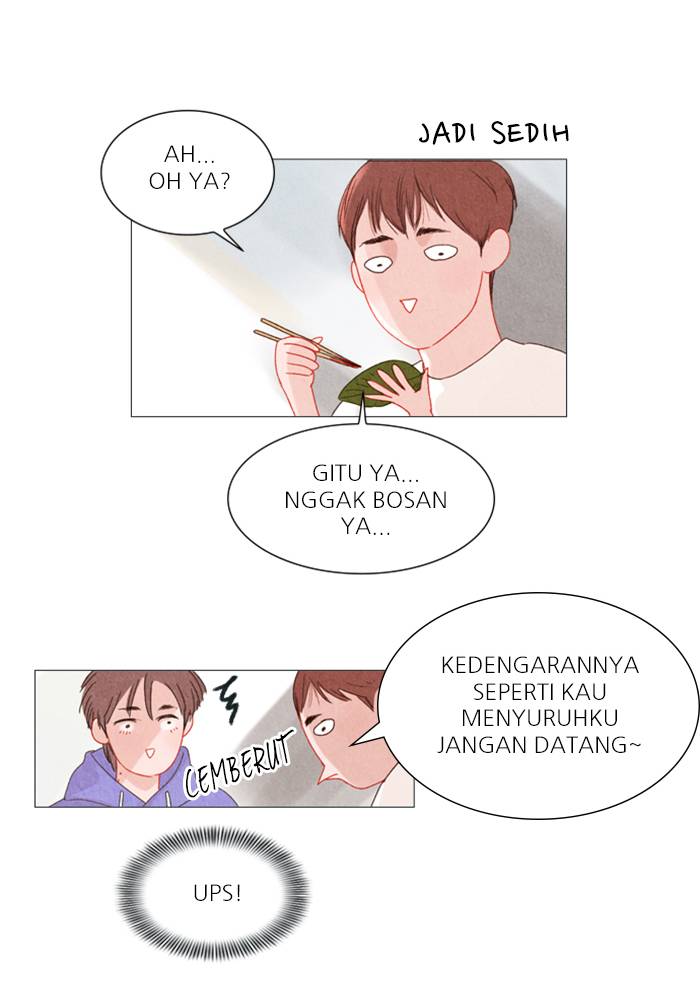 JADI SEDIH
AH...
OH YA?
GITU YA...
NGGAK BOSAN
YA...
KEDENGARANNYA
SEPERTI KAU
MENYURUHKU
JANGAN DATANG~
CEMBERUT
UPS!